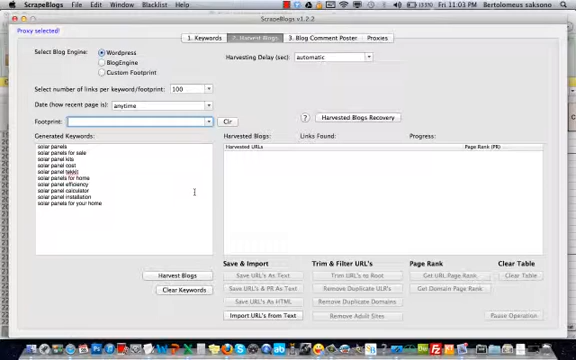 ScrapeBlogs File Edit Window Blacklist Help
(33%) Fri 11:03 PM Bertolomeus saksono
ScrapeBlogs v1.2.2
Proxy selected!
1. Keywords 2. Harvest Blogs 3. Blog Comment Poster Proxies
Select Blog Engine: Wordpress
BlogEngine
Custom Footprint
Harvesting Delay (sec): automatic
Select number of links per keyword/footprint: 100
Date (how recent page is): anytime
Footprint: Clr
? Harvested Blogs Recovery
Generated Keywords: Harvested Blogs: Links Found: Progress:
Harvested URLs Page Rank (PR)
solar panels
solar panels for sale
solar panel kits
solar panel cost
solar panels for home
solar panel efficiency
solar panel calculator
solar panel installation
solar panels for your home
Save & Import Trim & Filter URL's Page Rank Clear Table
Harvest Blogs Save URL's As Text Trim URL's to Root Get URL Page Rank Clear Table
Clear Keywords Save URL's & PR As Text Remove Duplicate URL's Get Domain Page Rank
Save URL's As HTML Remove Duplicate Domains
Import URL's from Text Remove Adult Sites Pause Operation